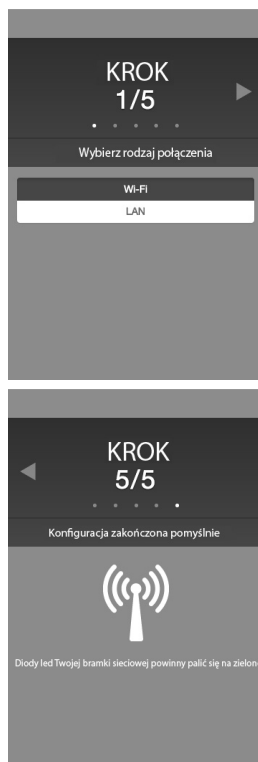 KROK
1/5
Wybierz rodzaj połączenia
Wi-Fi
LAN
KROK
5/5
Konfiguracja zakończona pomyślnie
Diody led Twojej bramki sieciowej powinny palić się na zielon